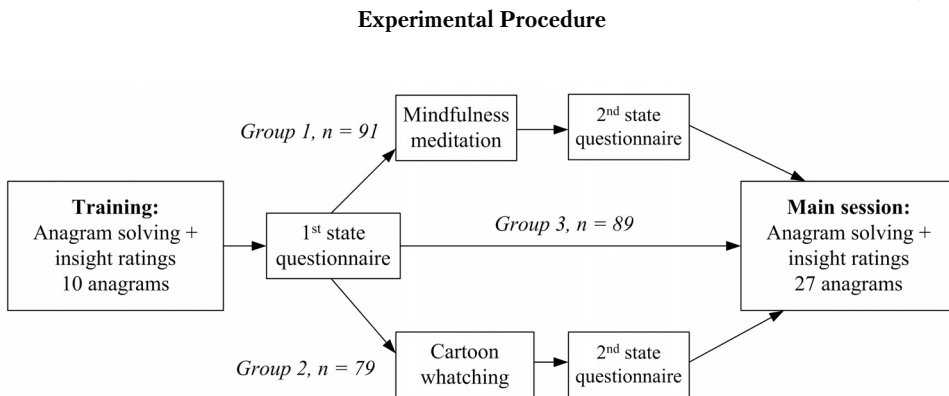 Experimental Procedure
Group 1, n = 91
Mindfulness
meditation
2nd state
questionnaire
Training:
Anagram solving +
insight ratings
10 anagrams
1st state
questionnaire
Group 3, n = 89
Main session:
Anagram solving +
insight ratings
27 anagrams
Group 2, n = 79
Cartoon
whatching
2nd state
questionnaire